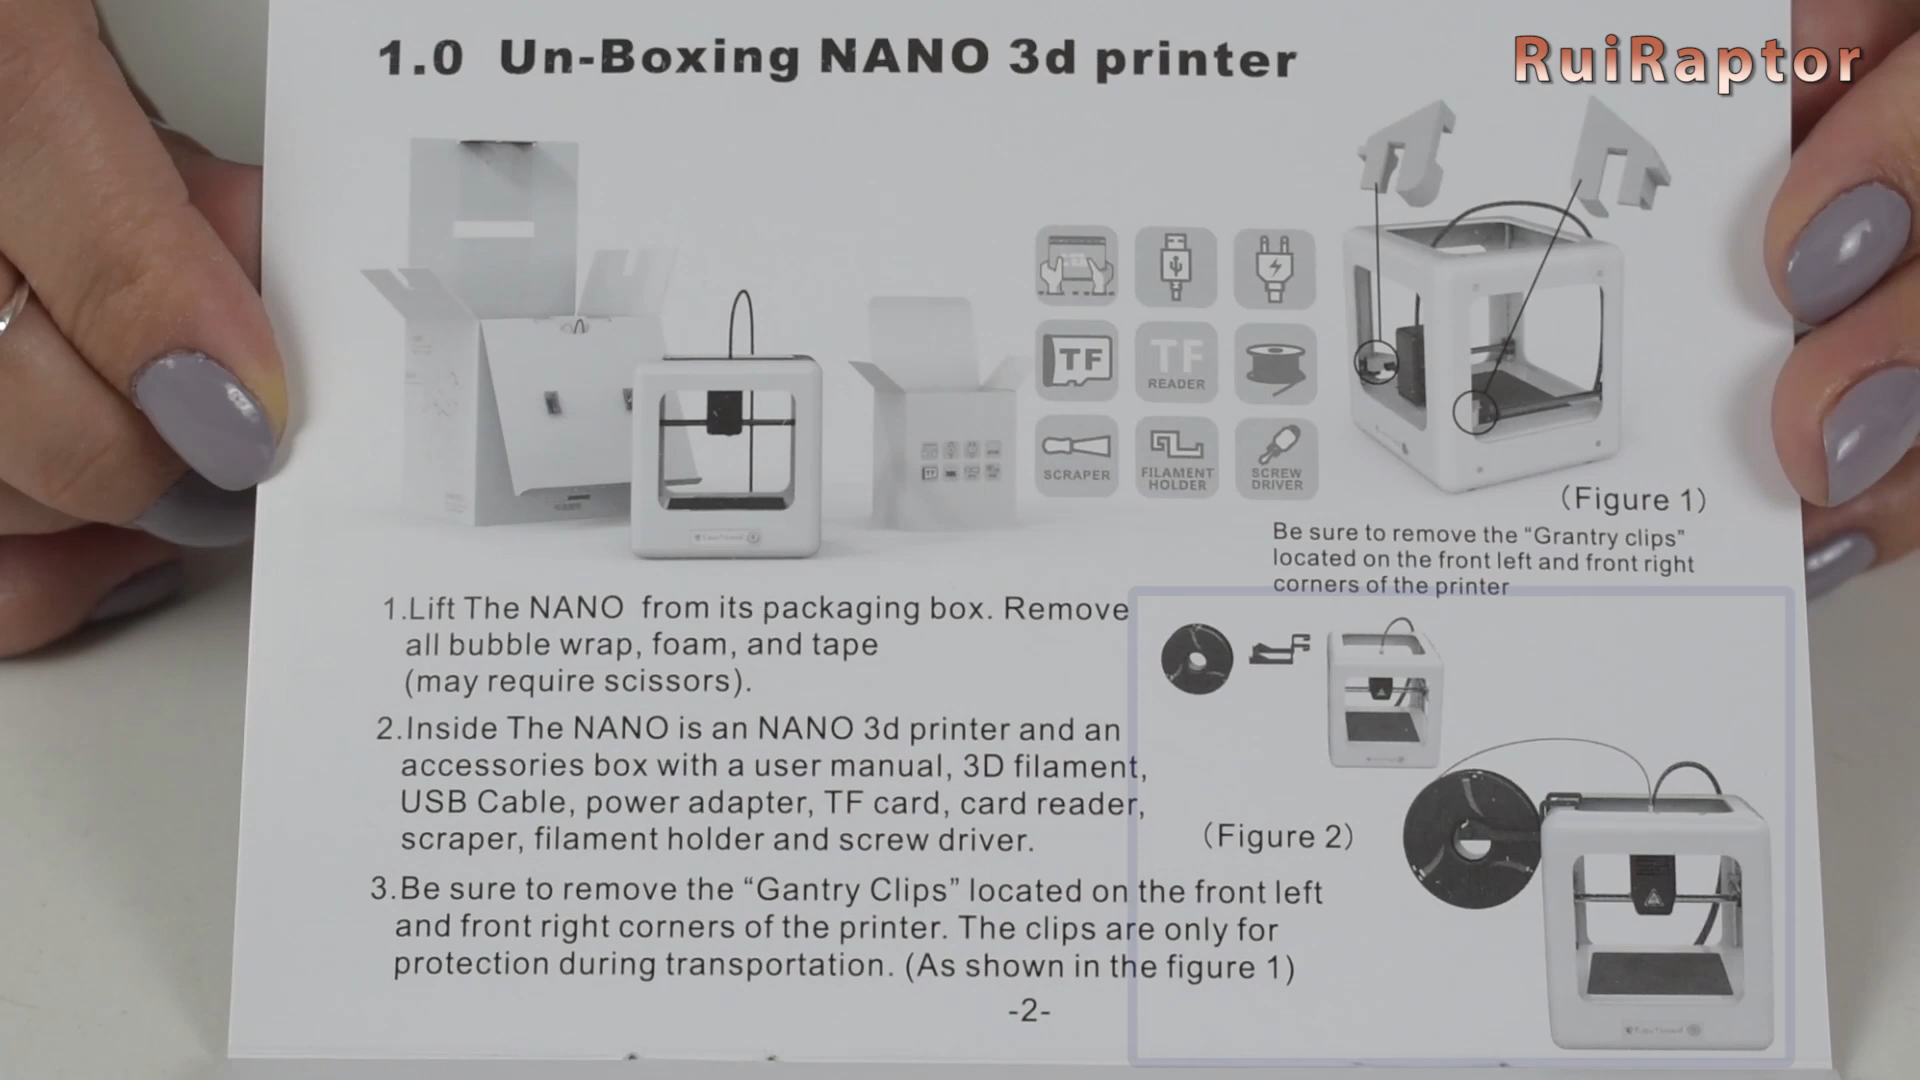 1.0 Un-Boxing NANO 3d printer
RuiRaptor
TF
TF
READER
SCRAPER
FILAMENT
HOLDER
SCREW
DRIVER
(Figure 1)
Be sure to remove the “Grantry clips”
located on the front left and front right
corners of the printer
1.Lift The NANO from its packaging box. Remove
all bubble wrap, foam, and tape
(may require scissors).
2.Inside The NANO is an NANO 3d printer and an
accessories box with a user manual, 3D filament,
USB Cable, power adapter, TF card, card reader,
scraper, filament holder and screw driver.
(Figure 2)
3.Be sure to remove the “Gantry Clips” located on the front left
and front right corners of the printer. The clips are only for
protection during transportation. (As shown in the figure 1)
-2-